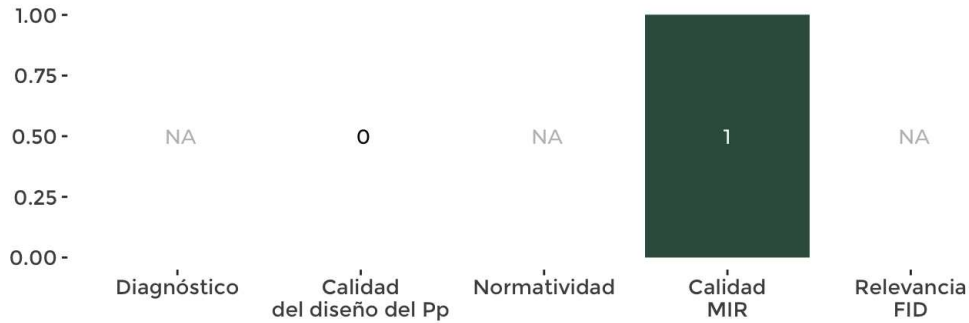 1.00
0.75
0.50
0.25
0.00
NA
0
NA
1
NA
Diagnóstico
Calidad
del diseño del Pp
Normatividad
Calidad
MIR
Relevancia
FID